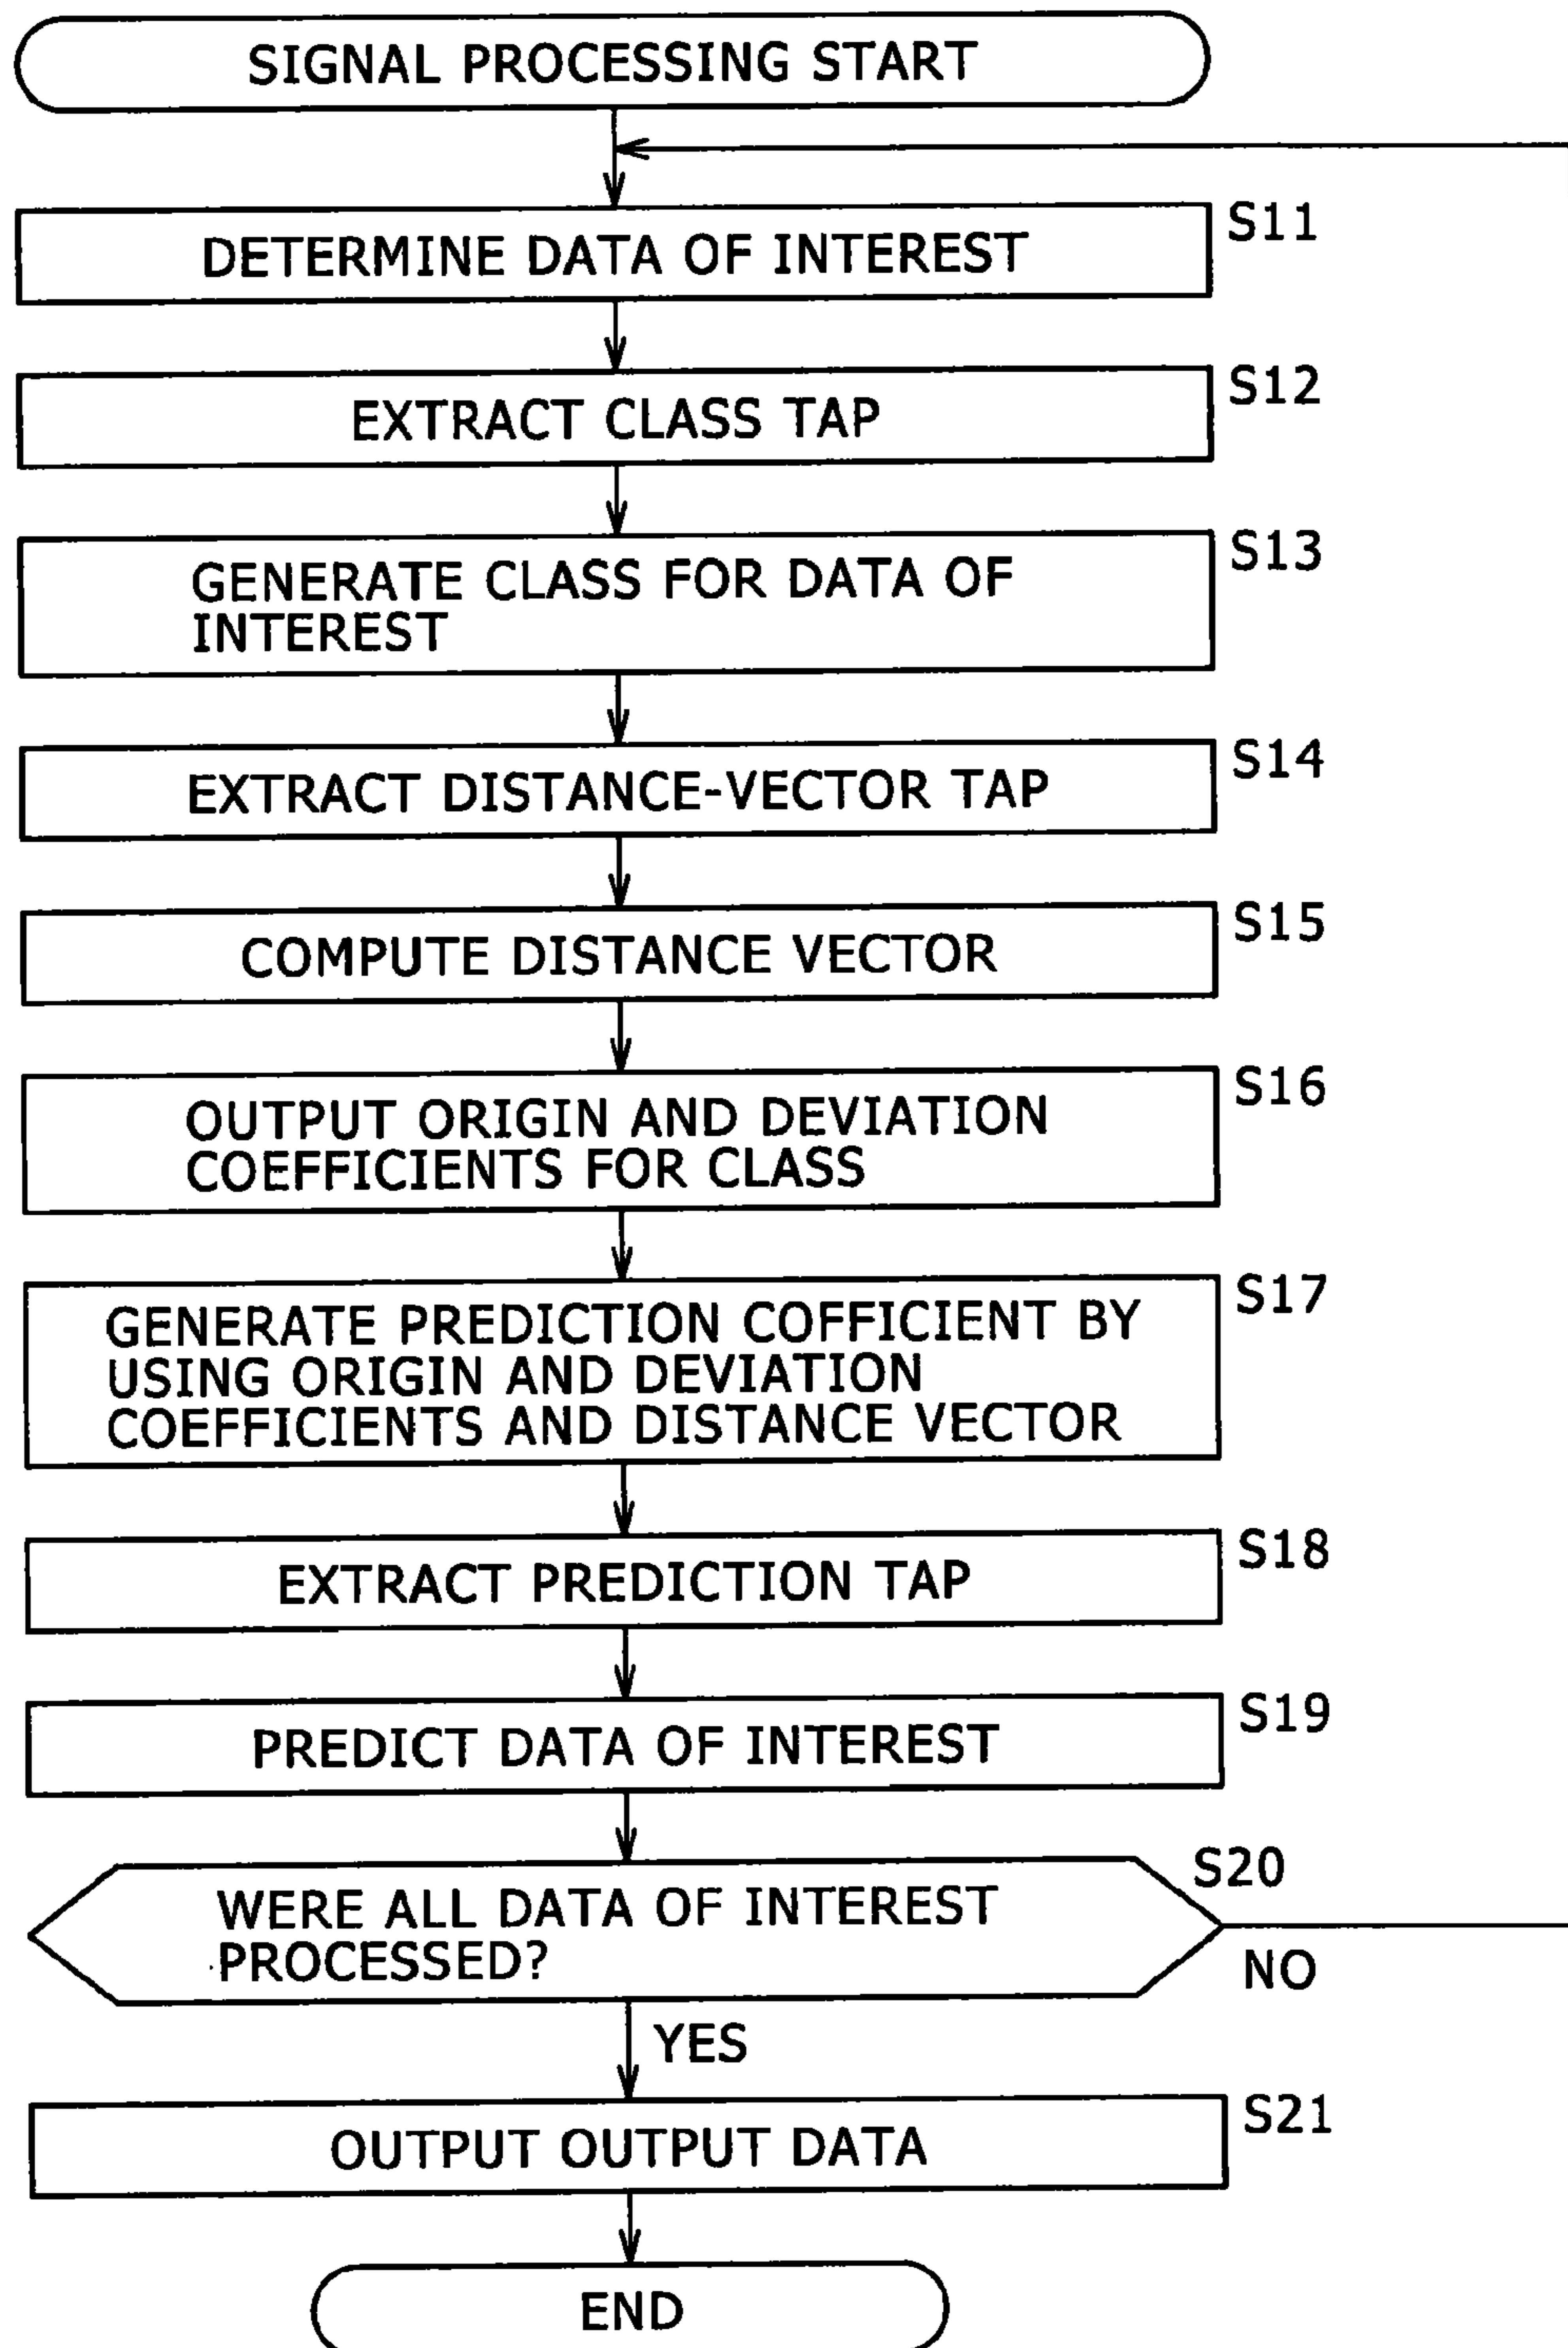 SIGNAL PROCESSING START
S11
DETERMINE DATA OF INTEREST
S12
EXTRACT CLASS TAP
S13
GENERATE CLASS FOR DATA OF
INTEREST
S14
EXTRACT DISTANCE-VECTOR TAP
S15
COMPUTE DISTANCE VECTOR
S16
OUTPUT ORIGIN AND DEVIATION
COEFFICIENTS FOR CLASS
S17
GENERATE PREDICTION COFFICIENT BY
USING ORIGIN AND DEVIATION
COEFFICIENTS AND DISTANCE VECTOR
S18
EXTRACT PREDICTION TAP
S19
PREDICT DATA OF INTEREST
S20
WERE ALL DATA OF INTEREST
PROCESSED?
NO
YES
S21
OUTPUT OUTPUT DATA
END